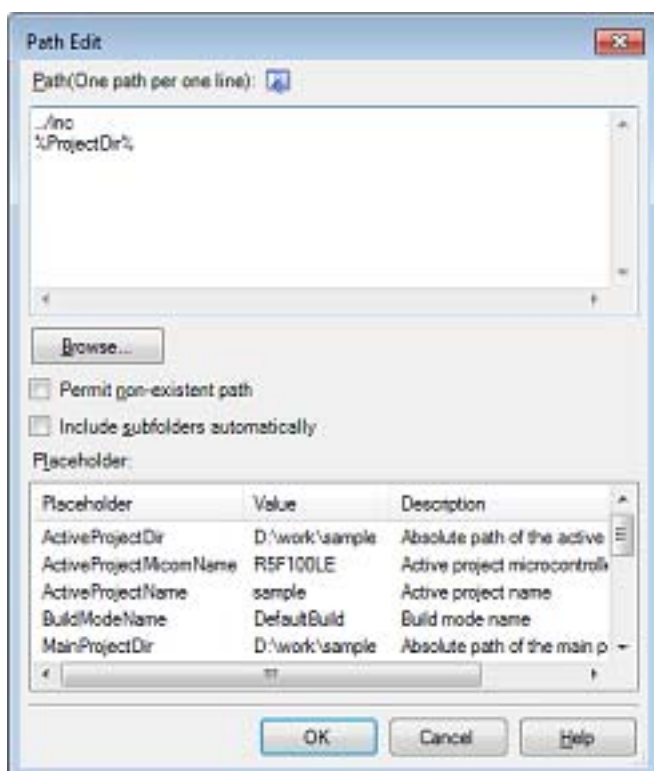 Path Edit
Path(One path per one line):
../inc
%ProjectDir%
Browse...
Permit non-existent path
Include subfolders automatically
Placeholder:
Placeholder Value Description
ActiveProjectDir D:\work\sample Absolute path of the active
ActiveProjectMicomName R5F100LE Active project microcontroll
ActiveProjectName sample Active project name
BuildModeName DefaultBuild Build mode name
MainProjectDir D:\work\sample Absolute path of the main p
OK Cancel Help